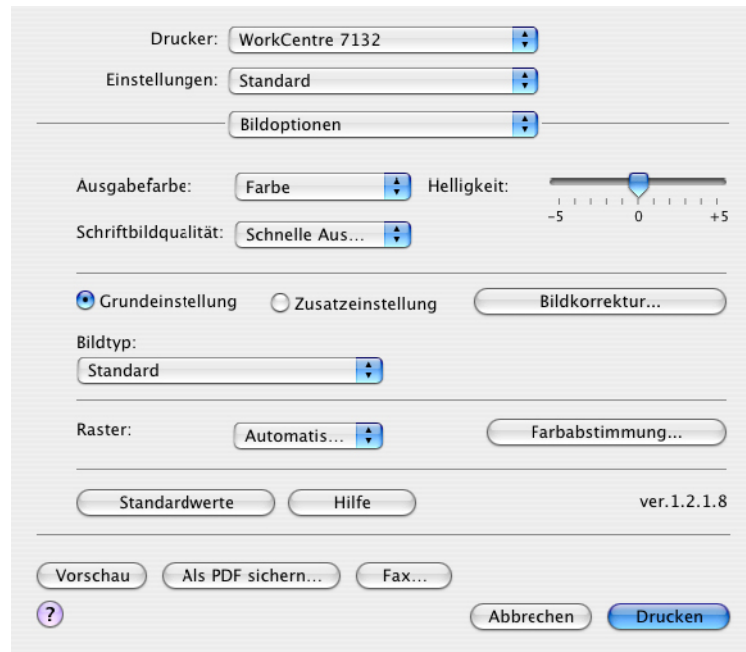 Drucker: WorkCentre 7132
Einstellungen: Standard
Bildoptionen
Ausgabefarbe: Farbe Helligkeit:
-5 0 +5
Schriftbildqualität: Schnelle Aus...
Grundeinstellung Zusatzeinstellung Bildkorrektur...
Bildtyp:
Standard
Raster: Automatis... Farbabstimmung...
Standardwerte Hilfe ver.1.2.1.8
Vorschau Als PDF sichern... Fax...
? Abbrechen Drucken